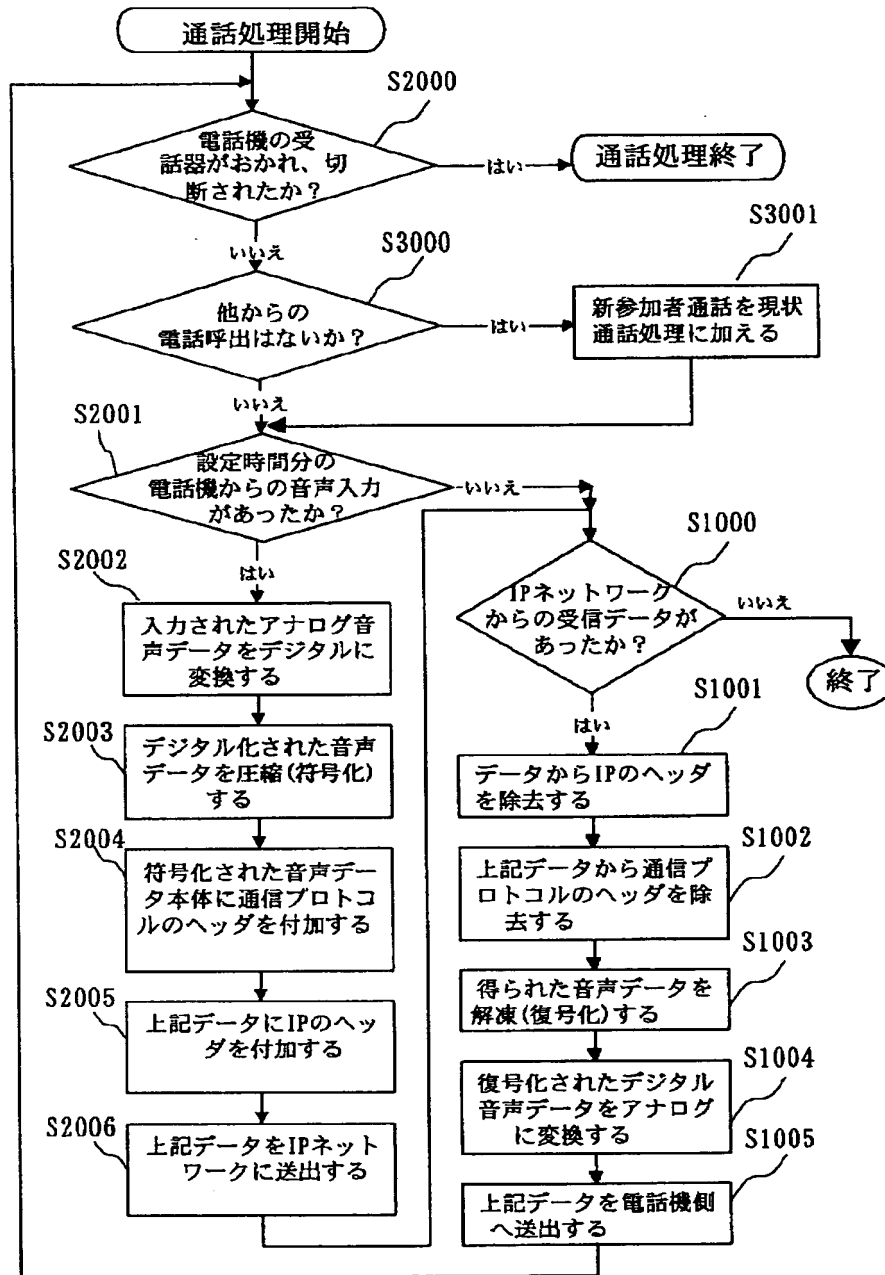 通話処理開始
S2000
電話機の受
話器がおかれ、切
断されたか?
はい
通話処理終了
いいえ
S3000
他からの
電話呼出はないか?
はい
S3001
新参加者通話を現状
通話処理に加える
いいえ
S2001
設定時間分の
電話機からの音声入力
があったか?
いいえ
はい
S2002
入力されたアナログ音
声データをデジタルに
変換する
S2003
デジタル化された音声
データを圧縮(符号化)
する
S2004
符号化された音声デー
タ本体に通信プロトコ
ルのヘッダを付加する
S2005
上記データにIPのヘッ
ダを付加する
S2006
上記データをIPネット
ワークに送出する
S1000
IPネットワーク
からの受信データが
あったか?
いいえ
終了
はい
S1001
データからIPのヘッダ
を除去する
S1002
上記データから通信プ
ロトコルのヘッダを除
去する
S1003
得られた音声データを
解凍(復号化)する
S1004
復号化されたデジタル
音声データをアナログ
に変換する
S1005
上記データを電話機側
へ送出する